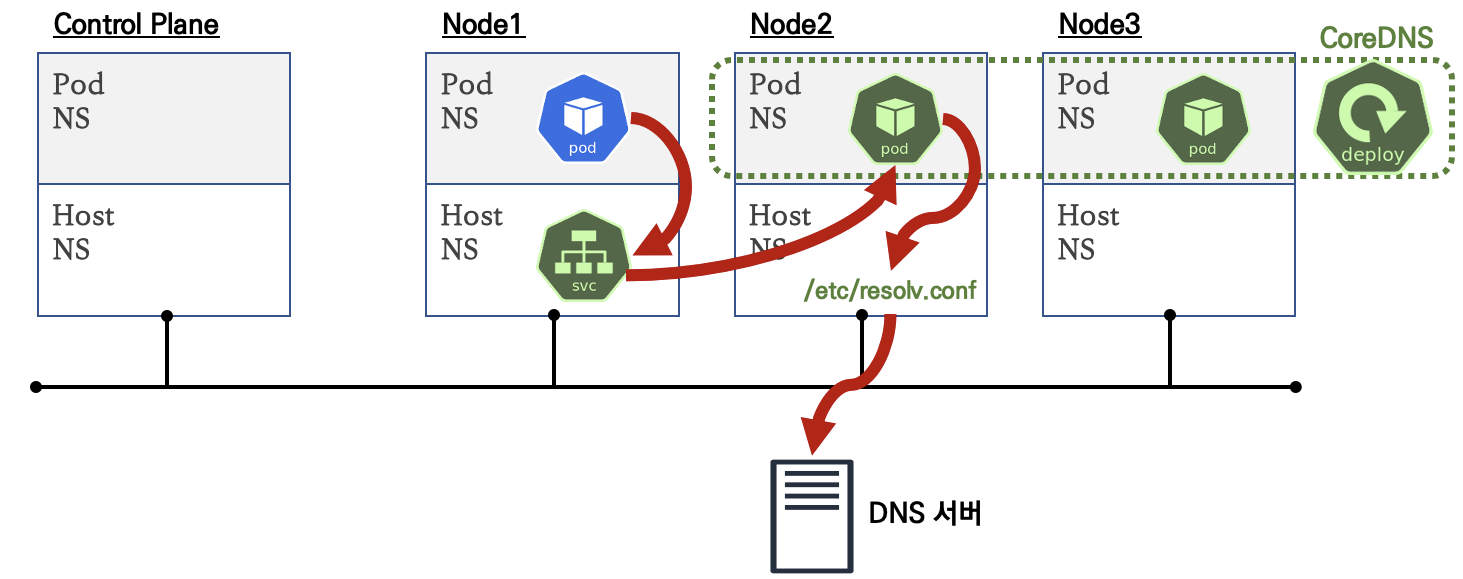 Control Plane
Node1
Node2
Node3
CoreDNS
Pod
NS
Pod
NS
pod
Pod
NS
pod
Pod
NS
pod
deploy
Host
NS
Host
NS
svc
Host
NS
/etc/resolv.conf
Host
NS
DNS 서버